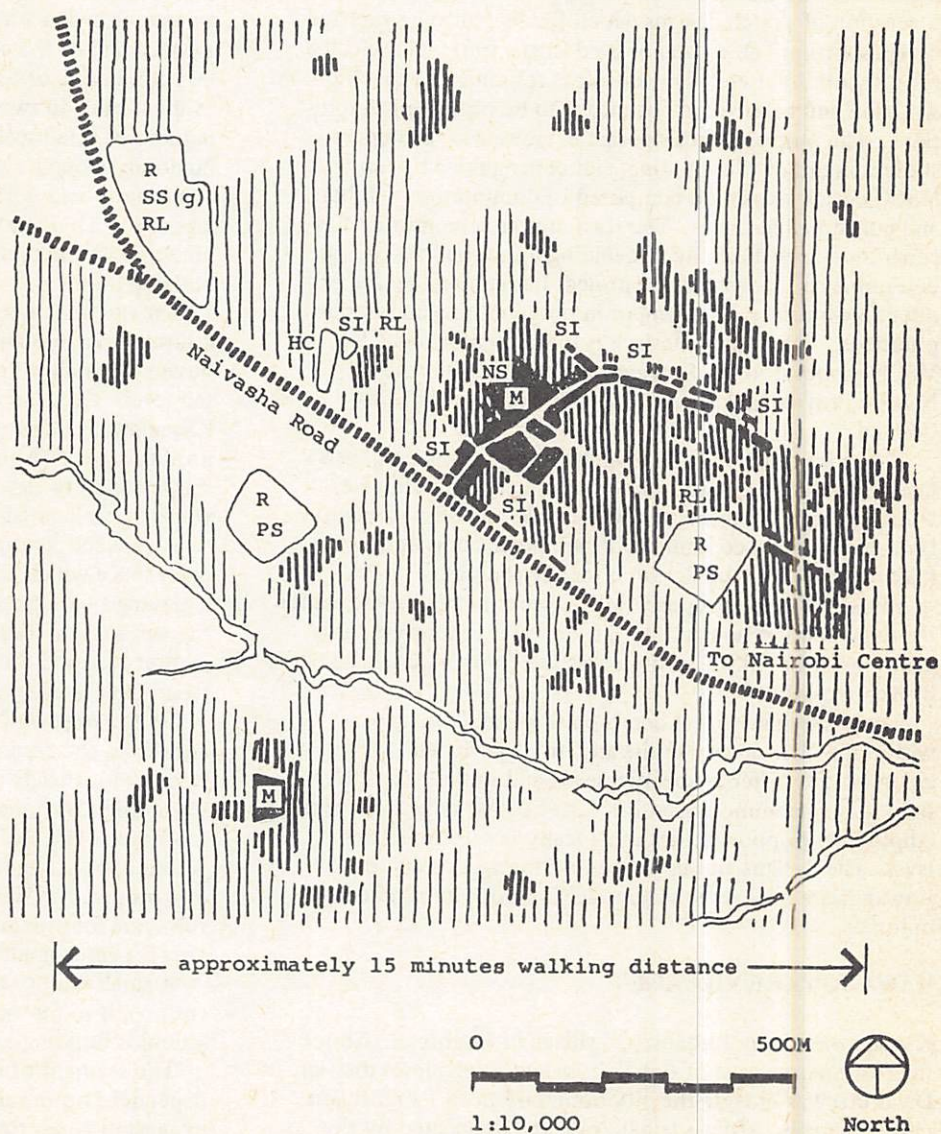 R
SS(g)
RL
HC
SI RL
Naivasha Road
NS
M
SI
SI
SI
SI
SI
R
PS
RL
R
PS
To Nairobi Centre
M
approximately 15 minutes walking distance
0 500M
1:10,000
North